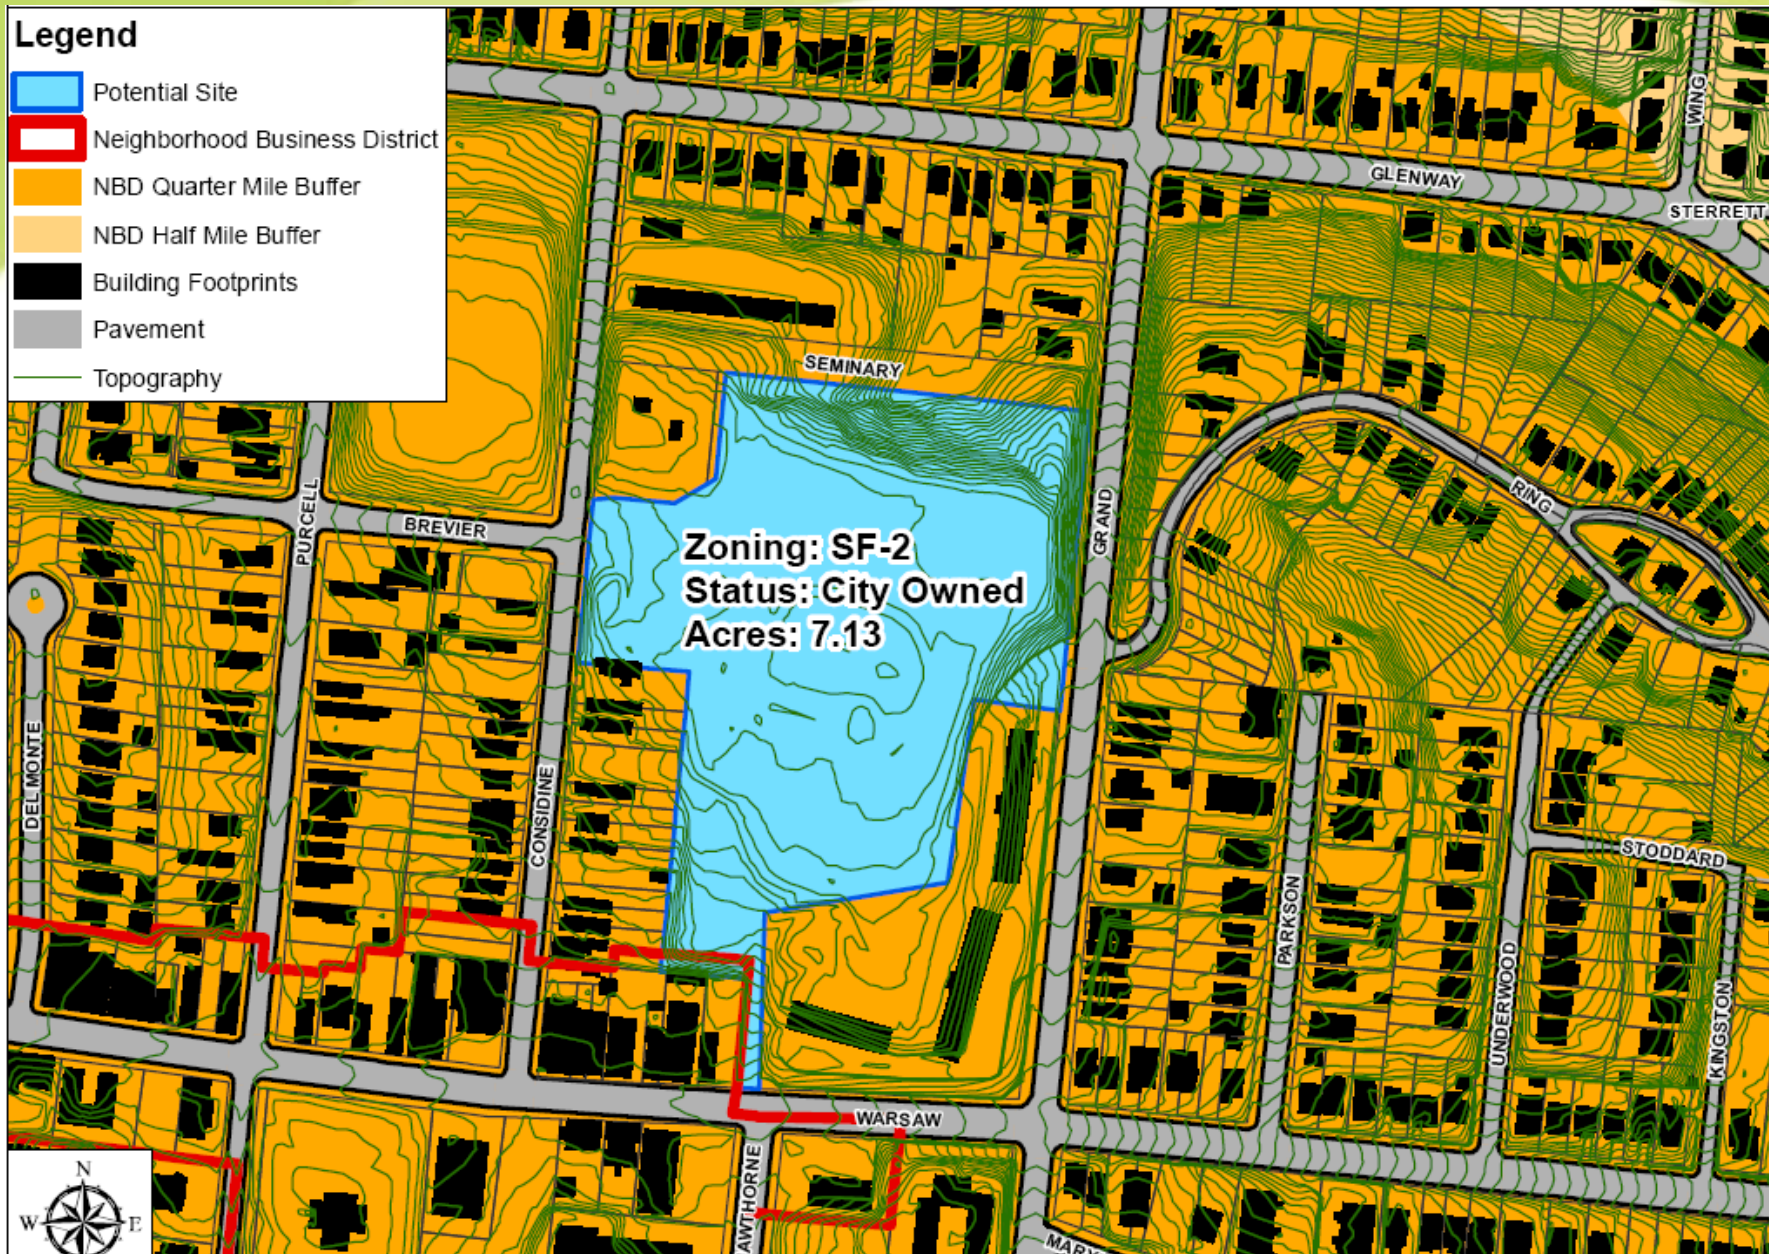 Legend
Potential Site
Neighborhood Business District
NBD Quarter Mile Buffer
NBD Half Mile Buffer
Building Footprints
Pavement
Topography
WING
GLENWAY
STERRETT
SEMINARY
PURCELL
BREVIER
GRAND
RING
Zoning: SF-2
Status: City Owned
Acres: 7.13
DEL MONTE
CONSIDINE
STODDARD
PARKSON
UNDERWOOD
KINGSTON
WARSAW
AWTHORNE
MARY
N
W
E